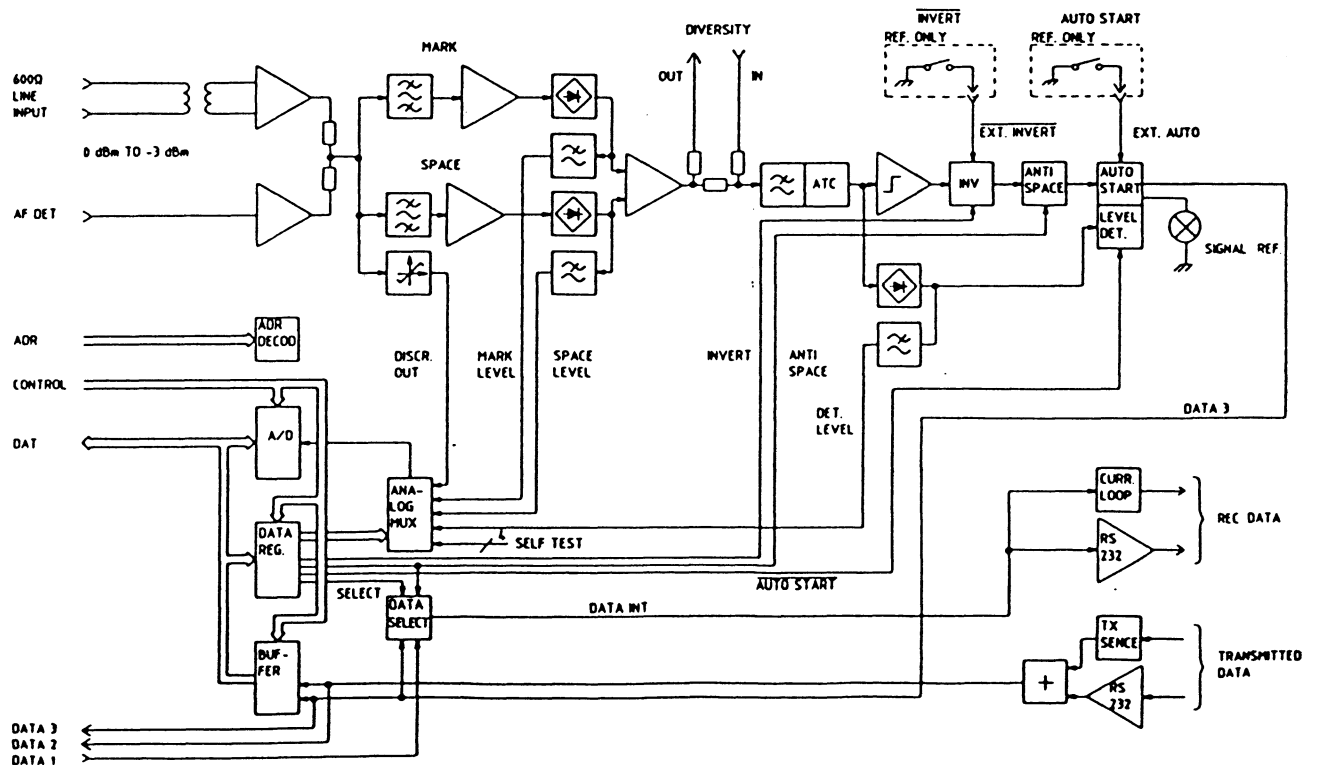 MARK
SPACE
600Ω
LINE
INPUT
0 dBm TO -3 dBm
AF DET
DIVERSITY
OUT
IN
INVERT
REF. ONLY
AUTO START
REF. ONLY
EXT. INVERT
EXT. AUTO
ATC
INV
ANTI
SPACE
AUTO
START
LEVEL
DET.
SIGNAL REF.
ADR
ADR
DECOD
CONTROL
A/D
DAT
DISCR.
OUT
MARK
LEVEL
SPACE
LEVEL
INVERT
ANTI
SPACE
DET.
LEVEL
DATA 3
ANA-
LOG
MUX
4
SELF TEST
DATA
REG.
SELECT
AUTO START
DATA
SELECT
DATA INT
CURR.
LOOP
RS
232
REC DATA
TX
SENCE
+
RS
232
TRANSMITTED
DATA
BUF-
FER
DATA 3
DATA 2
DATA 1